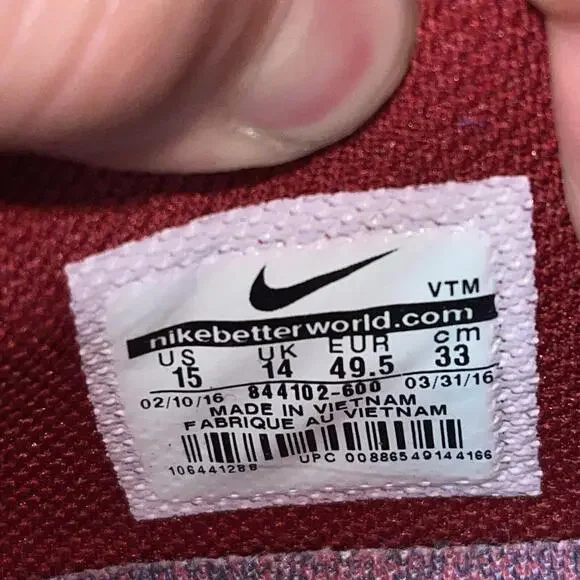 VTM
nikebetterworld.com
US UK EUR cm
15 14 49.5 33
02/10/16 844102-600 03/31/16
MADE IN VIETNAM
FABRIQUE AU VIETNAM
106441288 UPC 00886549144166